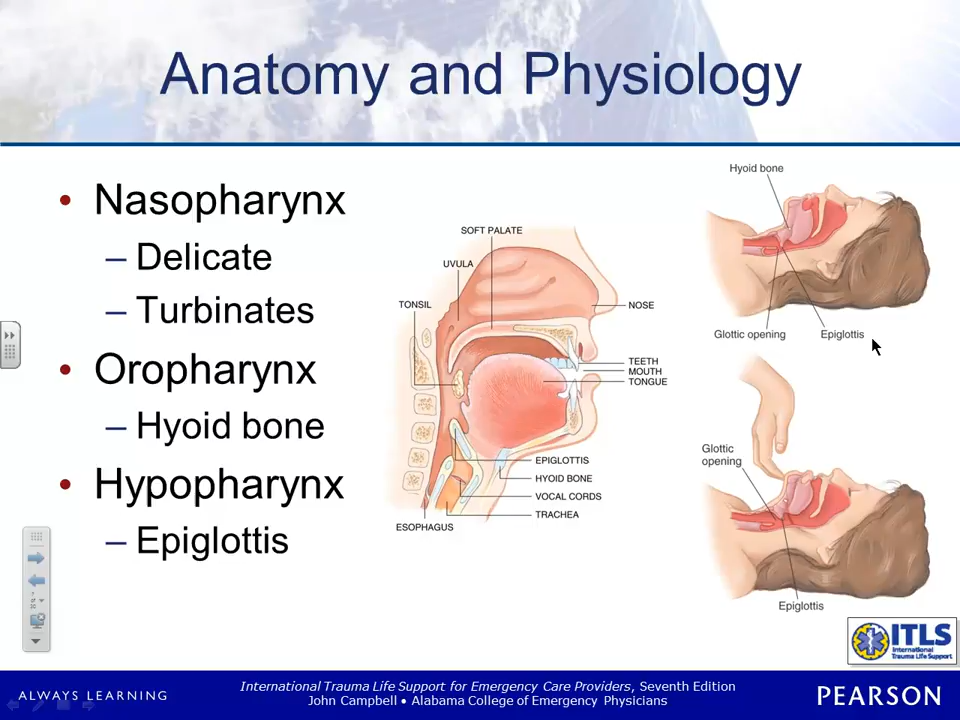 Anatomy and Physiology
• Nasopharynx
– Delicate
– Turbinates
• Oropharynx
– Hyoid bone
• Hypopharynx
– Epiglottis
SOFT PALATE
UVULA
TONSIL
NOSE
TEETH
MOUTH
TONGUE
EPIGLOTTIS
HYOID BONE
VOCAL CORDS
TRACHEA
ESOPHAGUS
Hyoid bone
Glottic opening
Epiglottis
Glottic
opening
Epiglottis
ITLS
International
Trauma Life Support
ALWAYS LEARNING
International Trauma Life Support for Emergency Care Providers, Seventh Edition
John Campbell • Alabama College of Emergency Physicians
PEARSON